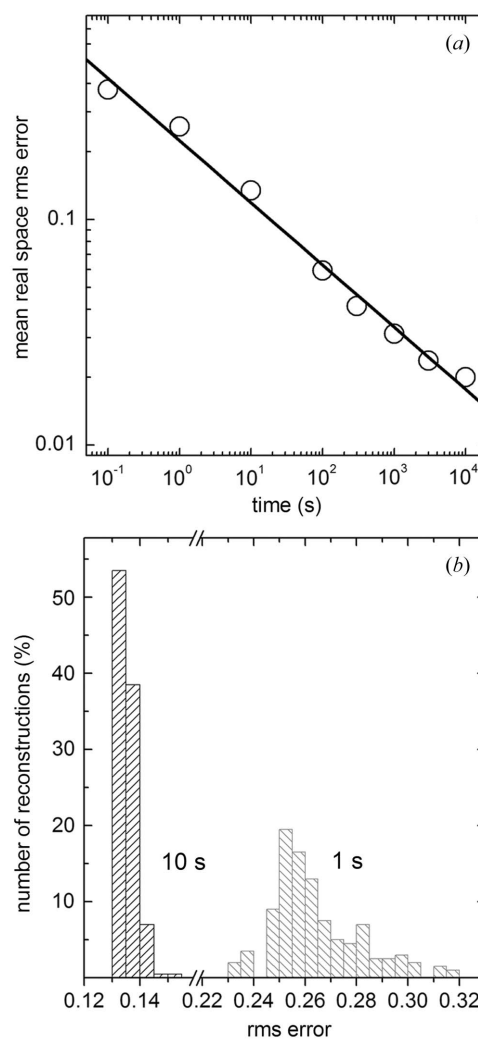 (a)
mean real space rms error
0.1
0.01
10⁻¹ 10⁰ 10¹ 10² 10³ 10⁴
time (s)
(b)
number of reconstructions (%)
50
40
30
20
10
10 s
1 s
0.12 0.14 0.22 0.24 0.26 0.28 0.30 0.32
rms error